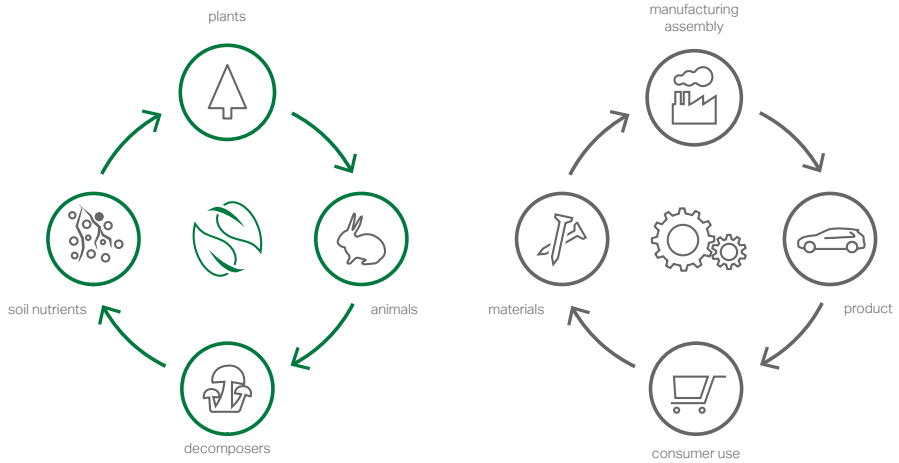 plants
soil nutrients
animals
decomposers
manufacturing
assembly
materials
product
consumer use